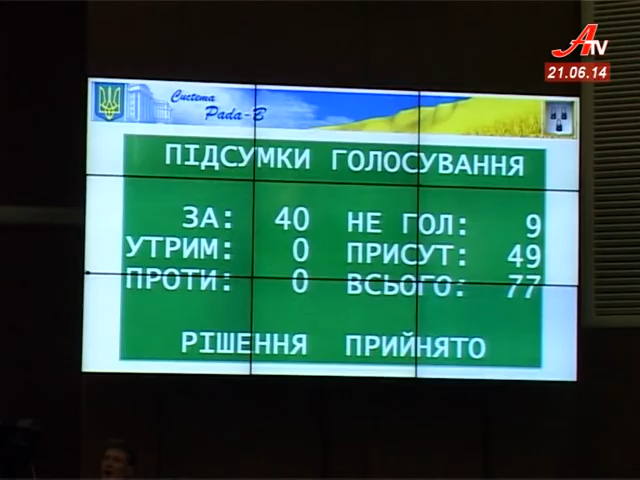 ATV
21.06.14
Система
Рада-В
ПІДСУМКИ ГОЛОСУВАННЯ
ЗА: 40 НЕ ГОЛ: 9
УТРИМ: 0 ПРИСУТ: 49
ПРОТИ: 0 ВСЬОГО: 77
РІШЕННЯ ПРИЙНЯТО